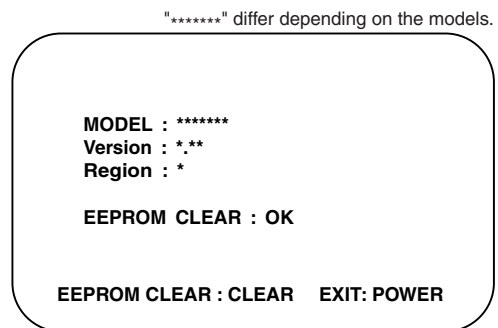 "*******" differ depending on the models.
MODEL : *******
Version : *.**
Region : *
EEPROM CLEAR : OK
EEPROM CLEAR : CLEAR EXIT: POWER